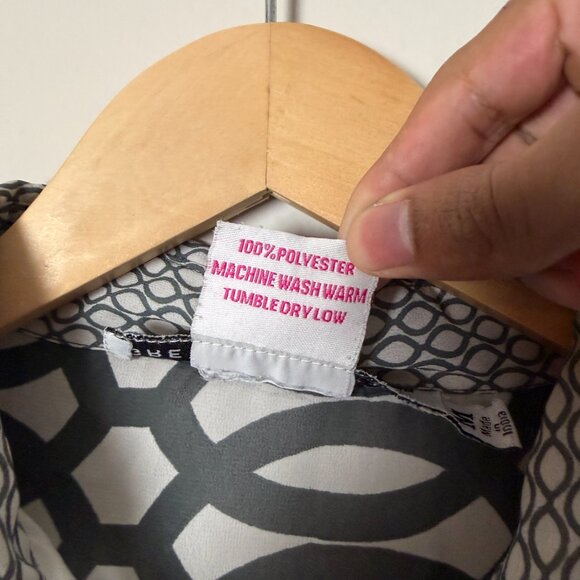 100% POLYESTER
MACHINE WASH WARM
TUMBLE DRY LOW
M
Made
in
India